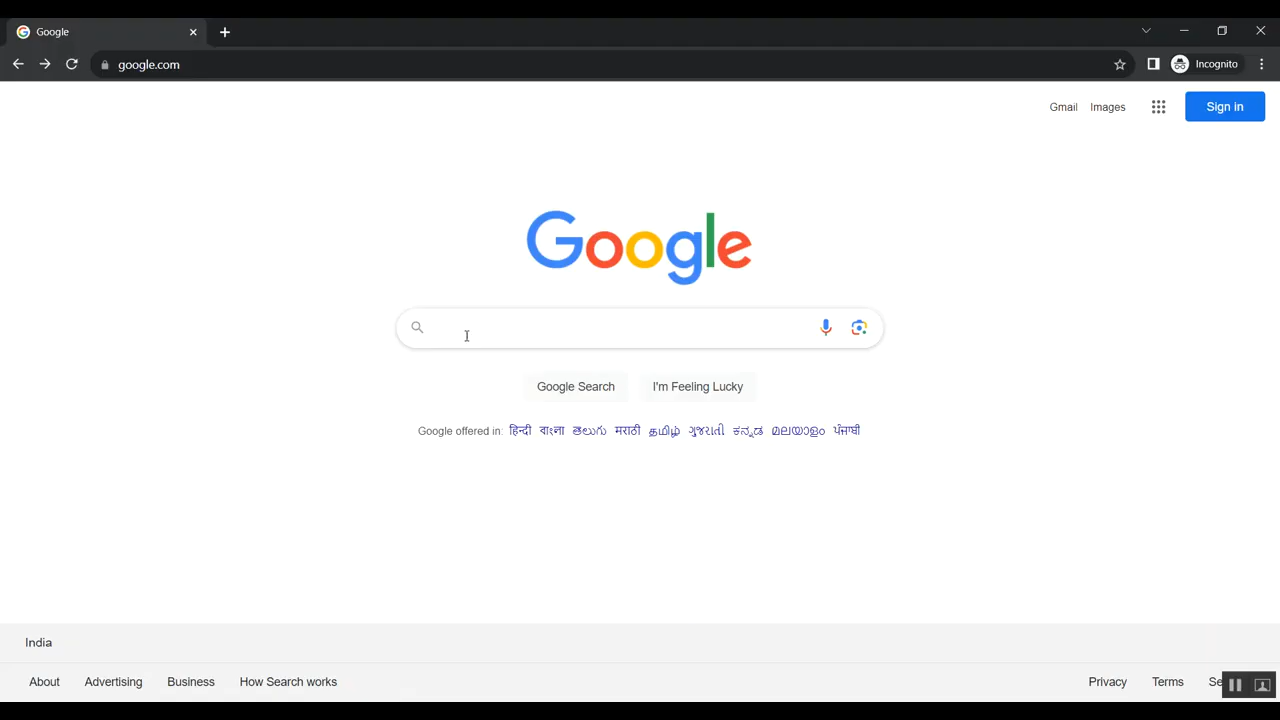 Google
google.com
Incognito
Gmail Images
Sign in
Google
Google Search
I'm Feeling Lucky
Google offered in: हिन्दी বাংলা తెలుగు मराठी தமிழ் ગુજરાતી ಕನ್ನಡ മലയാളം ਪੰਜਾਬੀ
India
About Advertising Business How Search works
Privacy Terms